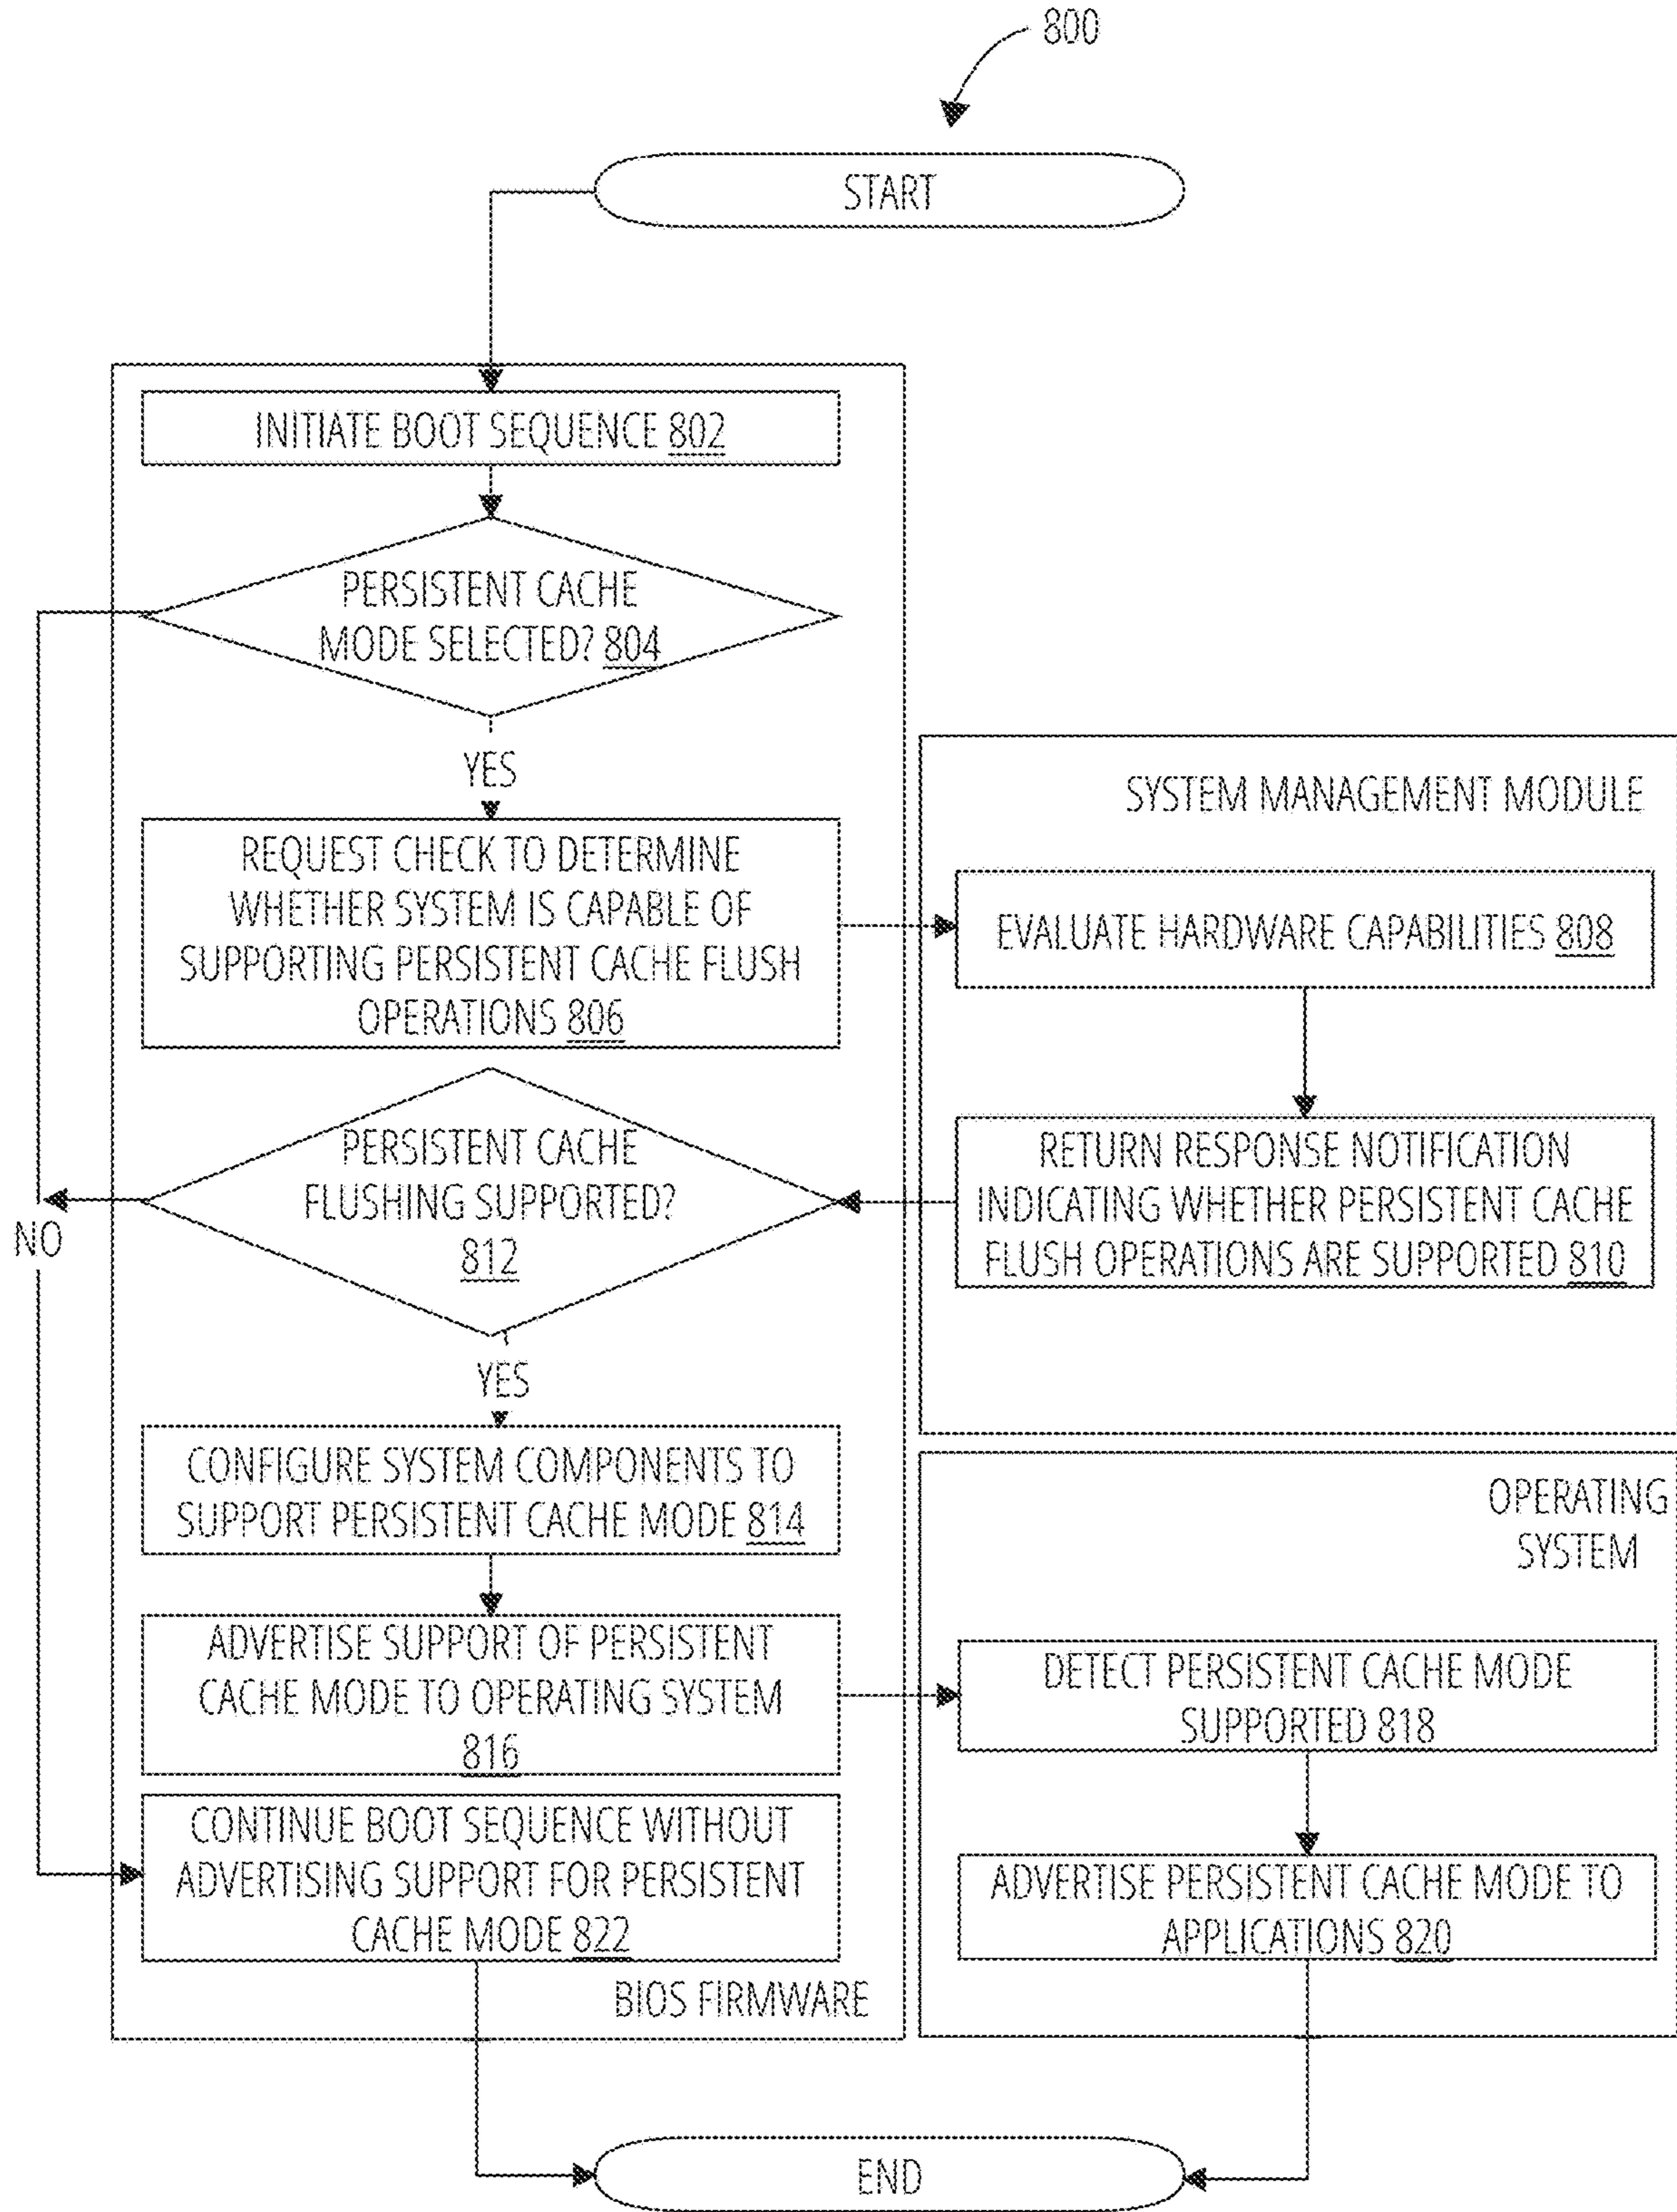 800
START
INITIATE BOOT SEQUENCE 802
PERSISTENT CACHE
MODE SELECTED? 804
YES
REQUEST CHECK TO DETERMINE
WHETHER SYSTEM IS CAPABLE OF
SUPPORTING PERSISTENT CACHE FLUSH
OPERATIONS 806
SYSTEM MANAGEMENT MODULE
EVALUATE HARDWARE CAPABILITIES 808
RETURN RESPONSE NOTIFICATION
INDICATING WHETHER PERSISTENT CACHE
FLUSH OPERATIONS ARE SUPPORTED 810
PERSISTENT CACHE
FLUSHING SUPPORTED?
812
NO
YES
CONFIGURE SYSTEM COMPONENTS TO
SUPPORT PERSISTENT CACHE MODE 814
ADVERTISE SUPPORT OF PERSISTENT
CACHE MODE TO OPERATING SYSTEM
816
OPERATING
SYSTEM
DETECT PERSISTENT CACHE MODE
SUPPORTED 818
ADVERTISE PERSISTENT CACHE MODE TO
APPLICATIONS 820
CONTINUE BOOT SEQUENCE WITHOUT
ADVERTISING SUPPORT FOR PERSISTENT
CACHE MODE 822
BIOS FIRMWARE
END